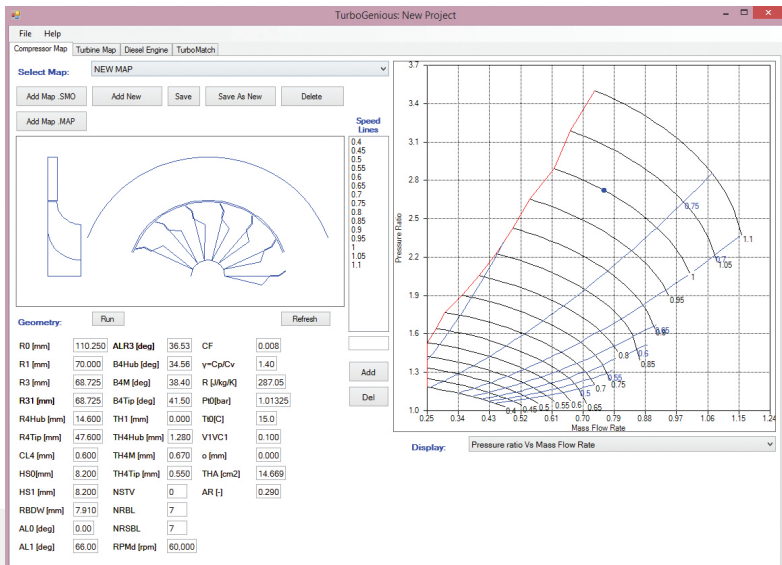 TurboGenious: New Project
File Help
Compressor Map Turbine Map Diesel Engine TurboMatch
Select Map: NEW MAP
Add Map .SMO Add New Save Save As New Delete
Add Map .MAP
Speed
Lines
0.4
0.45
0.5
0.55
0.6
0.65
0.7
0.75
0.8
0.85
0.9
0.95
1
1.05
1.1
Geometry: Run Refresh
R0 [mm] 110.250 ALR3 [deg] 36.53 CF 0.008
R1 [mm] 70.000 B4Hub [deg] 34.56 γ=Cp/Cv 1.40
R3 [mm] 68.725 B4M [deg] 38.40 R [J/kg/K] 287.05
R31 [mm] 68.725 B4Tip [deg] 41.50 Pt0[bar] 1.01325
R4Hub [mm] 14.600 TH1 [mm] 0.000 Tt0[C] 15.0
R4Tip [mm] 47.600 TH4Hub [mm] 1.280 V1VC1 0.100
CL4 [mm] 0.600 TH4M [mm] 0.670 o [mm] 0.000
HS0[mm] 8.200 TH4Tip [mm] 0.550 THA [cm2] 14.669
HS1 [mm] 8.200 NSTV 0 AR [-] 0.290
RBDW [mm] 7.910 NRBL 7
AL0 [deg] 0.00 NRSBL 7
AL1 [deg] 66.00 RPMd [rpm] 60,000
Add
Del
3.7
3.4
3.1
2.8
2.5
2.2
1.9
1.6
1.3
1.0
Pressure Ratio
0.75
1.1
0.7
1.05
1
0.95
0.65
0.9
0.8
0.6
0.85
0.55
0.75
0.7
0.5
0.4 0.45 0.5 0.55 0.6 0.65
0.25 0.34 0.43 0.52 0.61 0.70 0.79 0.88 0.97 1.06 1.15 1.24
Mass Flow Rate
Display: Pressure ratio Vs Mass Flow Rate